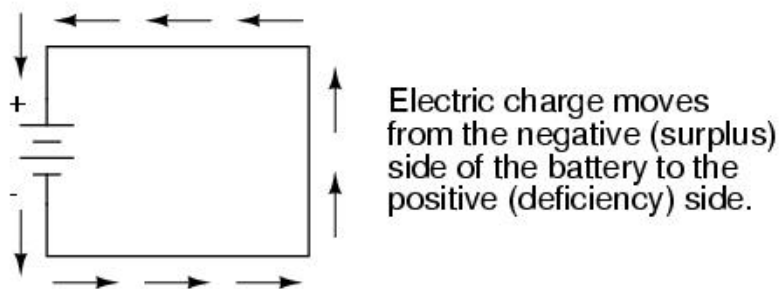 +
-
Electric charge moves
from the negative (surplus)
side of the battery to the
positive (deficiency) side.